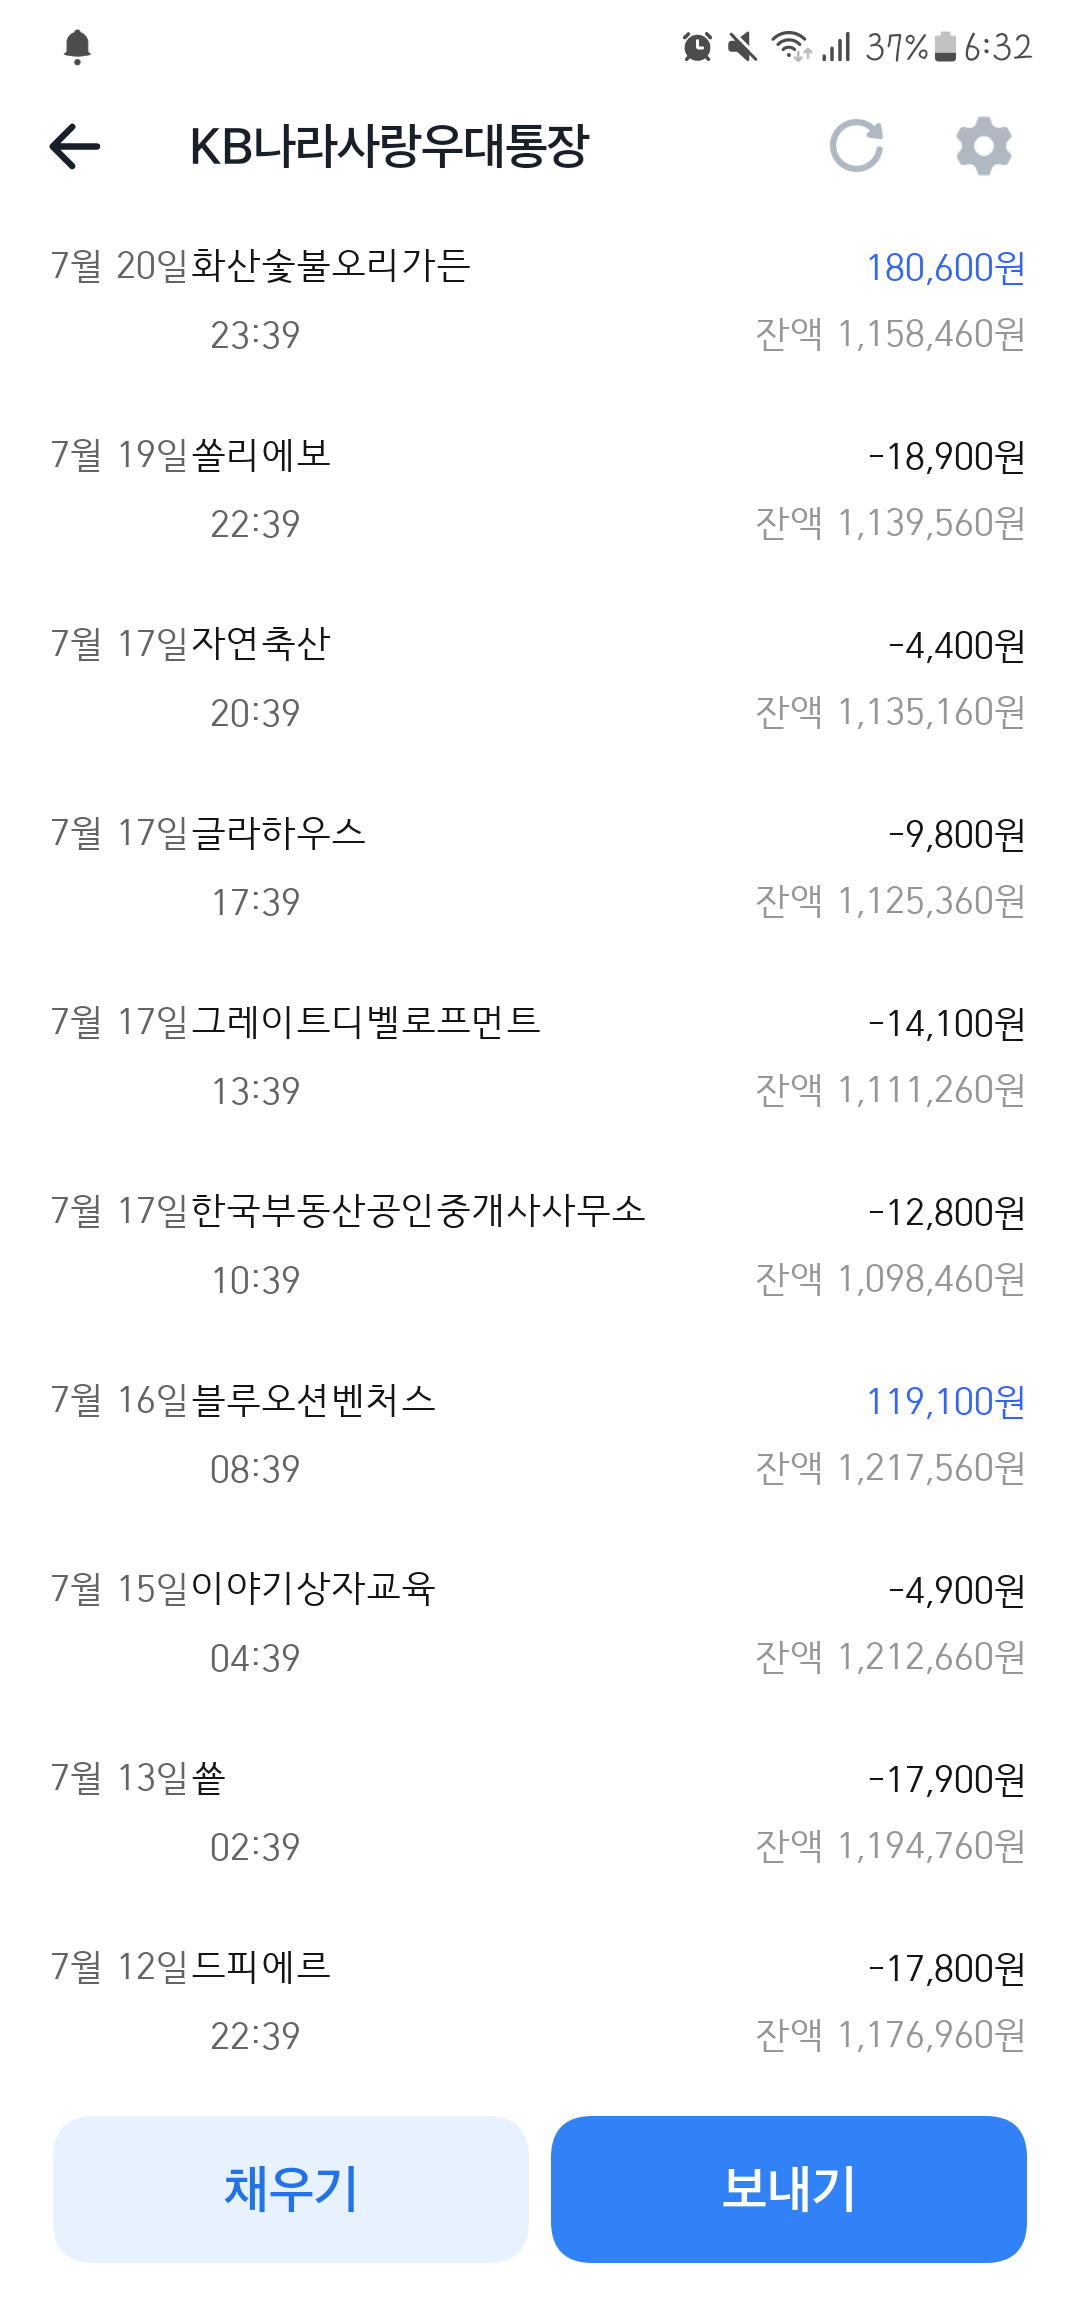 37% 6:32
KB나라사랑우대통장
7월 20일 화산숯불오리가든 180,600원
23:39 잔액 1,158,460원
7월 19일 쏠리에보 -18,900원
22:39 잔액 1,139,560원
7월 17일 자연축산 -4,400원
20:39 잔액 1,135,160원
7월 17일 글라하우스 -9,800원
17:39 잔액 1,125,360원
7월 17일 그레이트디벨로프먼트 -14,100원
13:39 잔액 1,111,260원
7월 17일 한국부동산공인중개사사무소 -12,800원
10:39 잔액 1,098,460원
7월 16일 블루오션벤처스 119,100원
08:39 잔액 1,217,560원
7월 15일 이야기상자교육 -4,900원
04:39 잔액 1,212,660원
7월 13일 -17,900원
02:39 잔액 1,194,760원
7월 12일 드피에르 -17,800원
22:39 잔액 1,176,960원
채우기 보내기